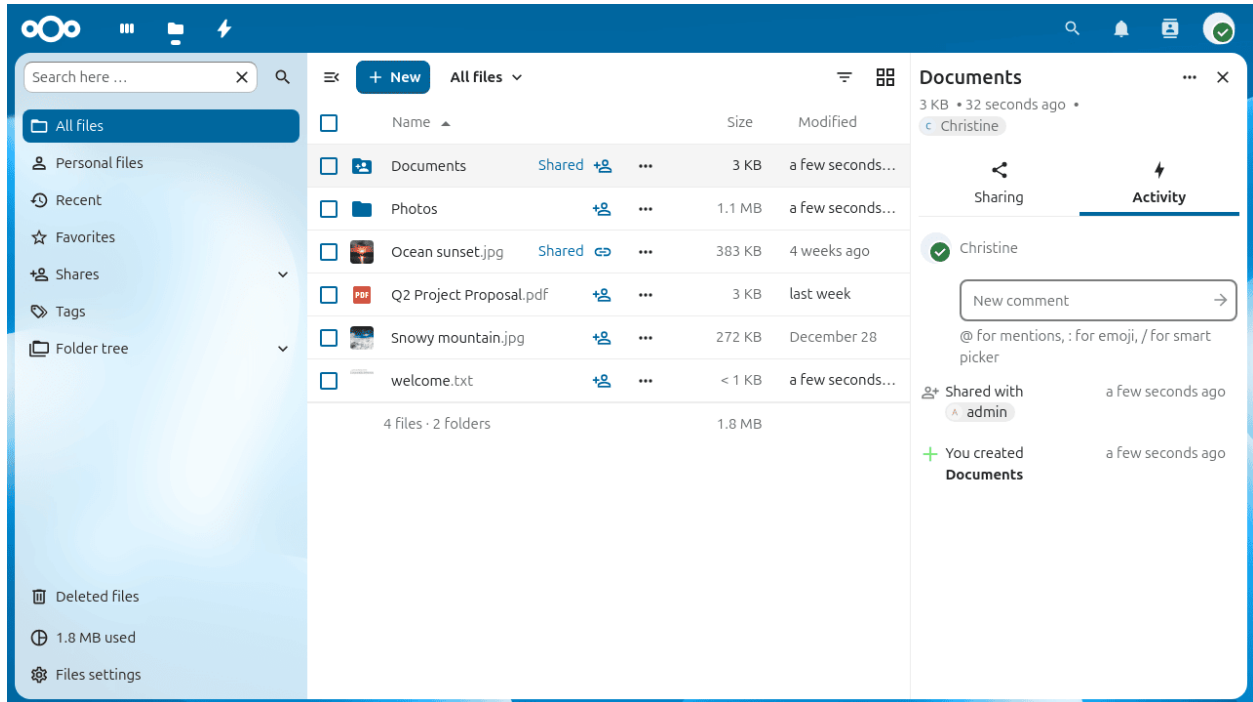 Search here …
All files
Personal files
Recent
Favorites
Shares
Tags
Folder tree
Deleted files
1.8 MB used
Files settings
+ New
All files
Name Size Modified
Documents Shared 3 KB a few seconds…
Photos 1.1 MB a few seconds…
Ocean sunset.jpg Shared 383 KB 4 weeks ago
PDF Q2 Project Proposal.pdf 3 KB last week
Snowy mountain.jpg 272 KB December 28
welcome.txt < 1 KB a few seconds…
4 files · 2 folders 1.8 MB
Documents
3 KB • 32 seconds ago •
C Christine
Sharing Activity
Christine
New comment
@ for mentions, : for emoji, / for smart
picker
Shared with a few seconds ago
A admin
You created a few seconds ago
Documents